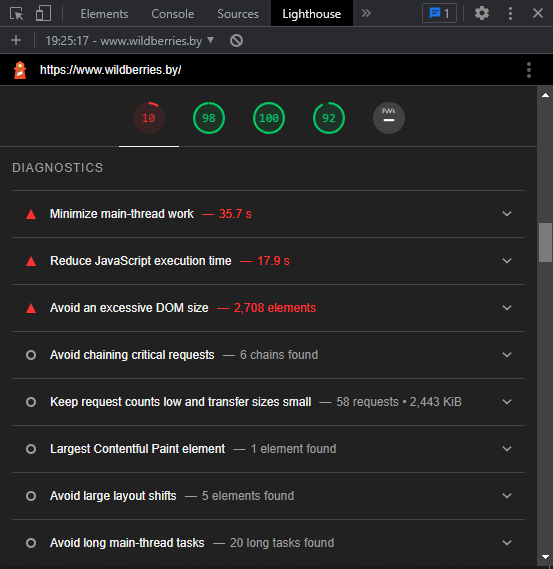 Elements Console Sources Lighthouse » 1
+ 19:25:17 - www.wildberries.by
https://www.wildberries.by/
10 98 100 92 PWA
DIAGNOSTICS
Minimize main-thread work — 35.7 s
Reduce JavaScript execution time — 17.9 s
Avoid an excessive DOM size — 2,708 elements
Avoid chaining critical requests — 6 chains found
Keep request counts low and transfer sizes small — 58 requests • 2,443 KiB
Largest Contentful Paint element — 1 element found
Avoid large layout shifts — 5 elements found
Avoid long main-thread tasks — 20 long tasks found